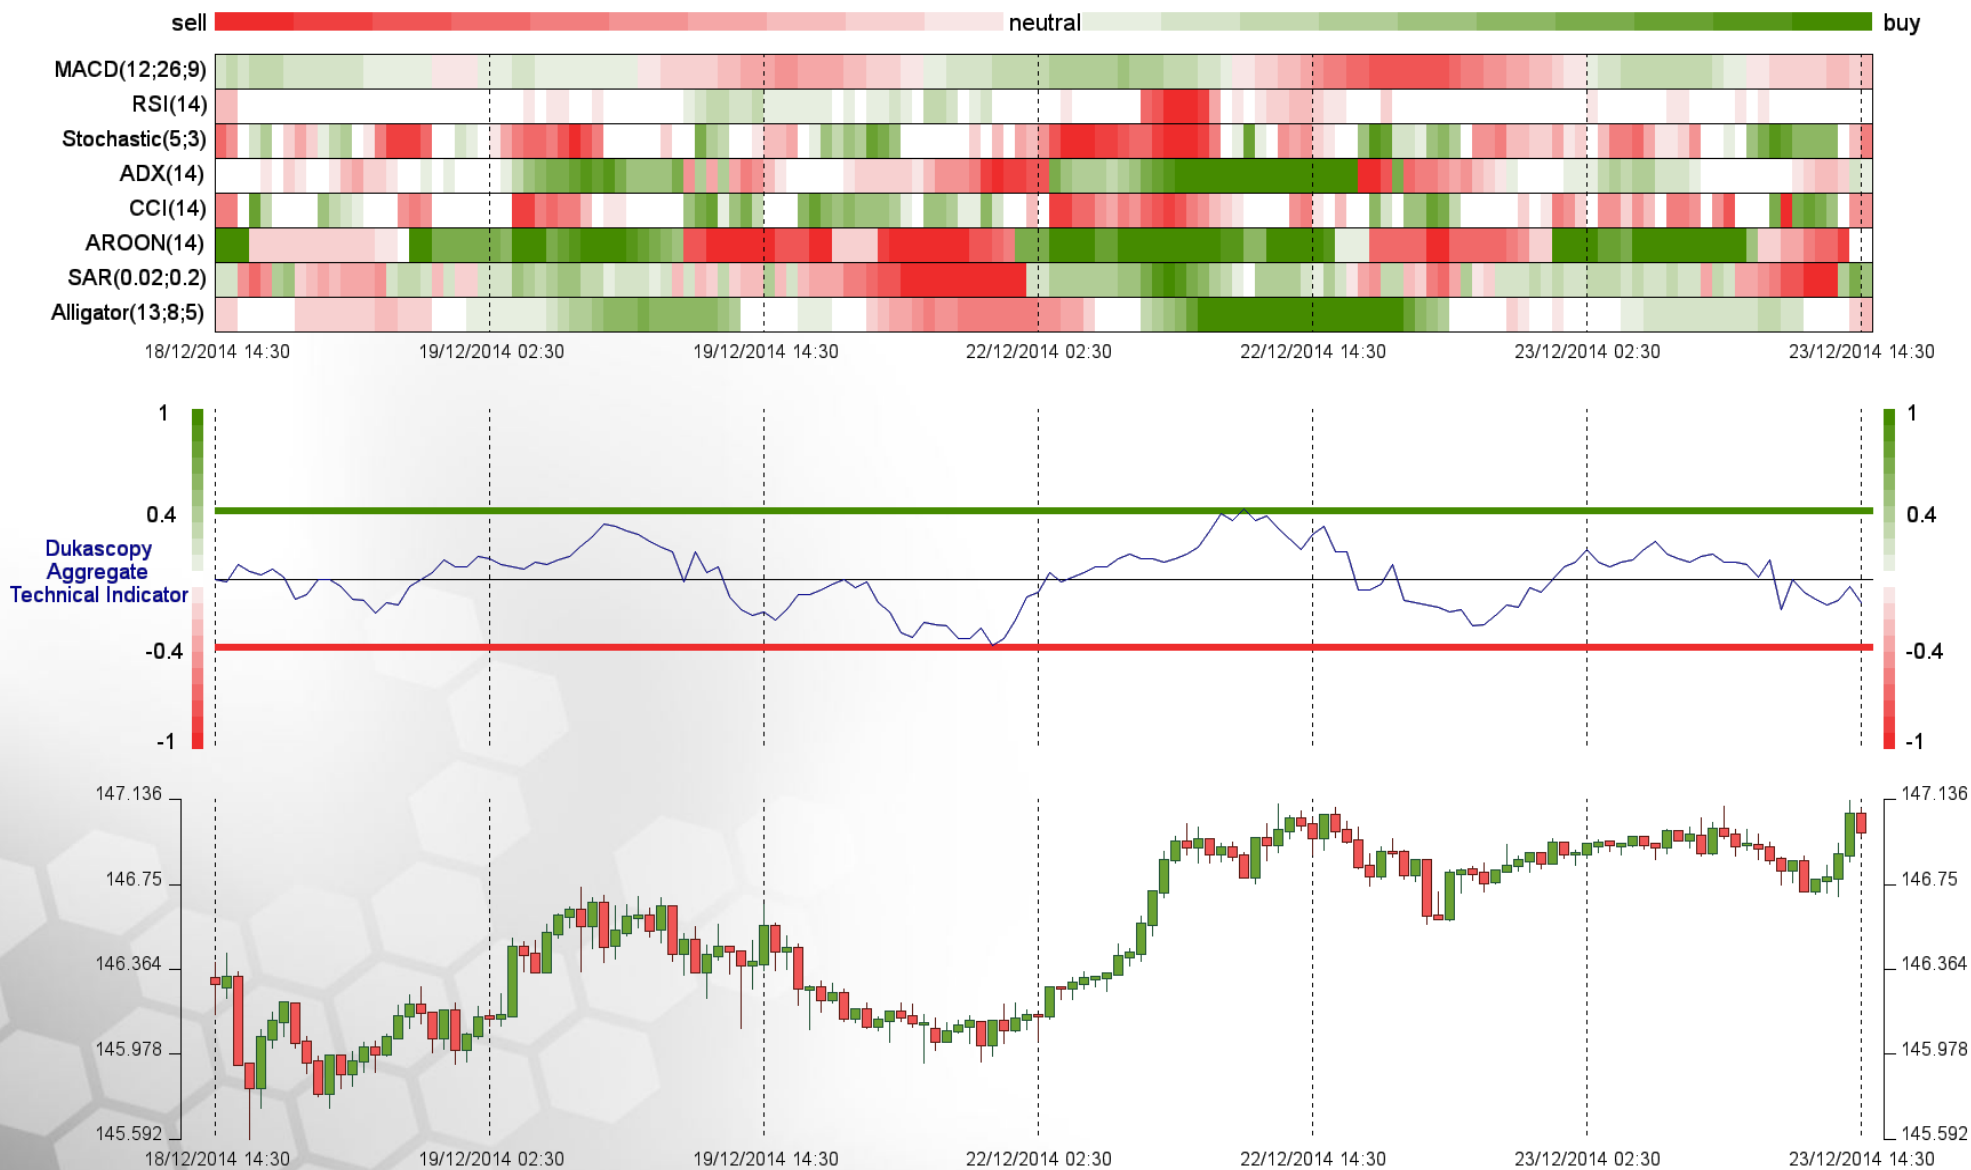 sell neutral buy
MACD(12;26;9)
RSI(14)
Stochastic(5;3)
ADX(14)
CCI(14)
AROON(14)
SAR(0.02;0.2)
Alligator(13;8;5)
18/12/2014 14:30 19/12/2014 02:30 19/12/2014 14:30 22/12/2014 02:30 22/12/2014 14:30 23/12/2014 02:30 23/12/2014 14:30
1 1
0.4 0.4
Dukascopy
Aggregate
Technical Indicator
-0.4 -0.4
-1 -1
147.136 147.136
146.75 146.75
146.364 146.364
145.978 145.978
145.592 145.592
18/12/2014 14:30 19/12/2014 02:30 19/12/2014 14:30 22/12/2014 02:30 22/12/2014 14:30 23/12/2014 02:30 23/12/2014 14:30